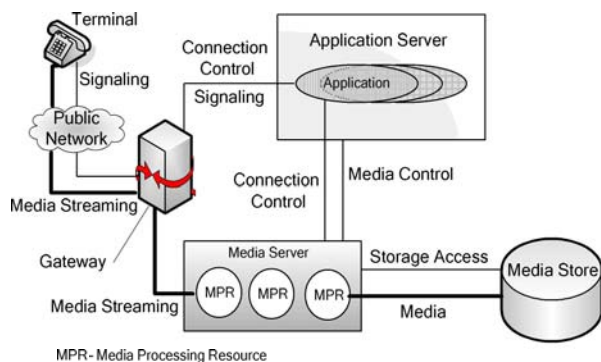 Terminal
Signaling
Public
Network
Media Streaming
Gateway
Connection
Control
Signaling
Application Server
Application
Connection
Control
Media Control
Media Server
MPR
MPR
MPR
Media Streaming
Storage Access
Media
Media Store
MPR- Media Processing Resource